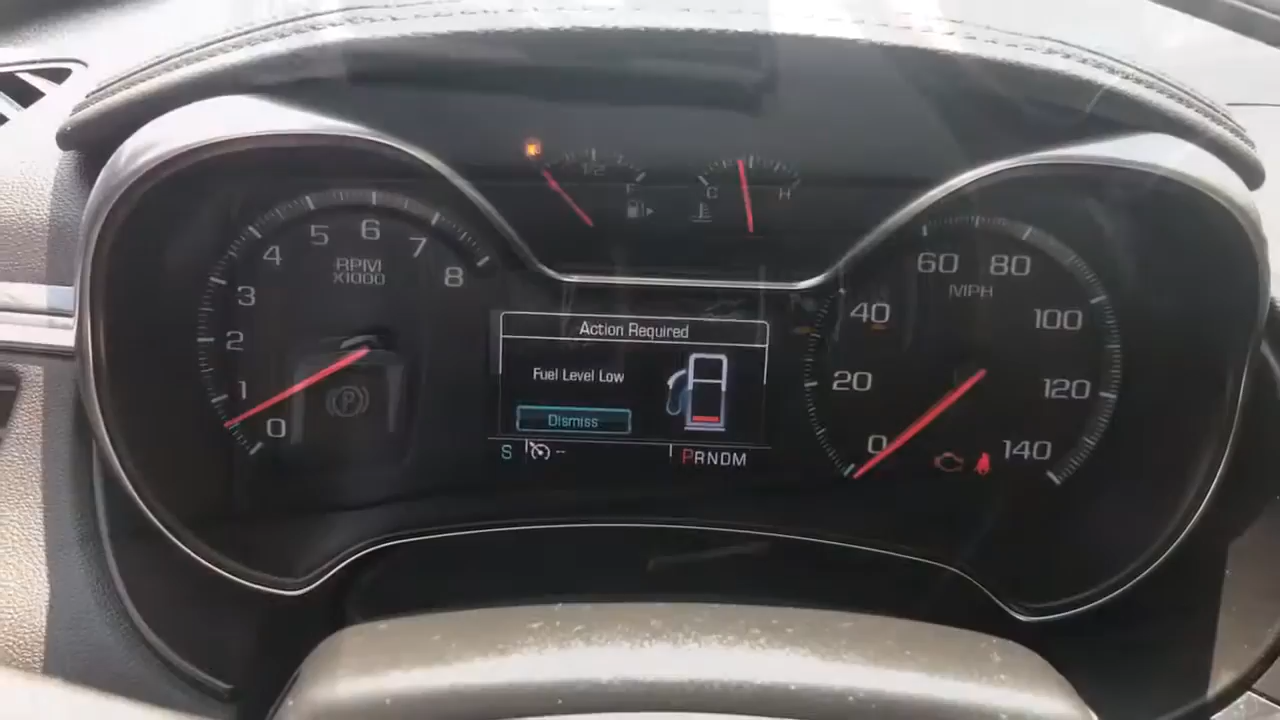 1/2
F
C
H
0
1
2
3
4
5
6
7
8
RPM
X1000
P
Action Required
Fuel Level Low
Dismiss
S
--
PRNDM
0
20
40
60
80
100
120
140
MPH